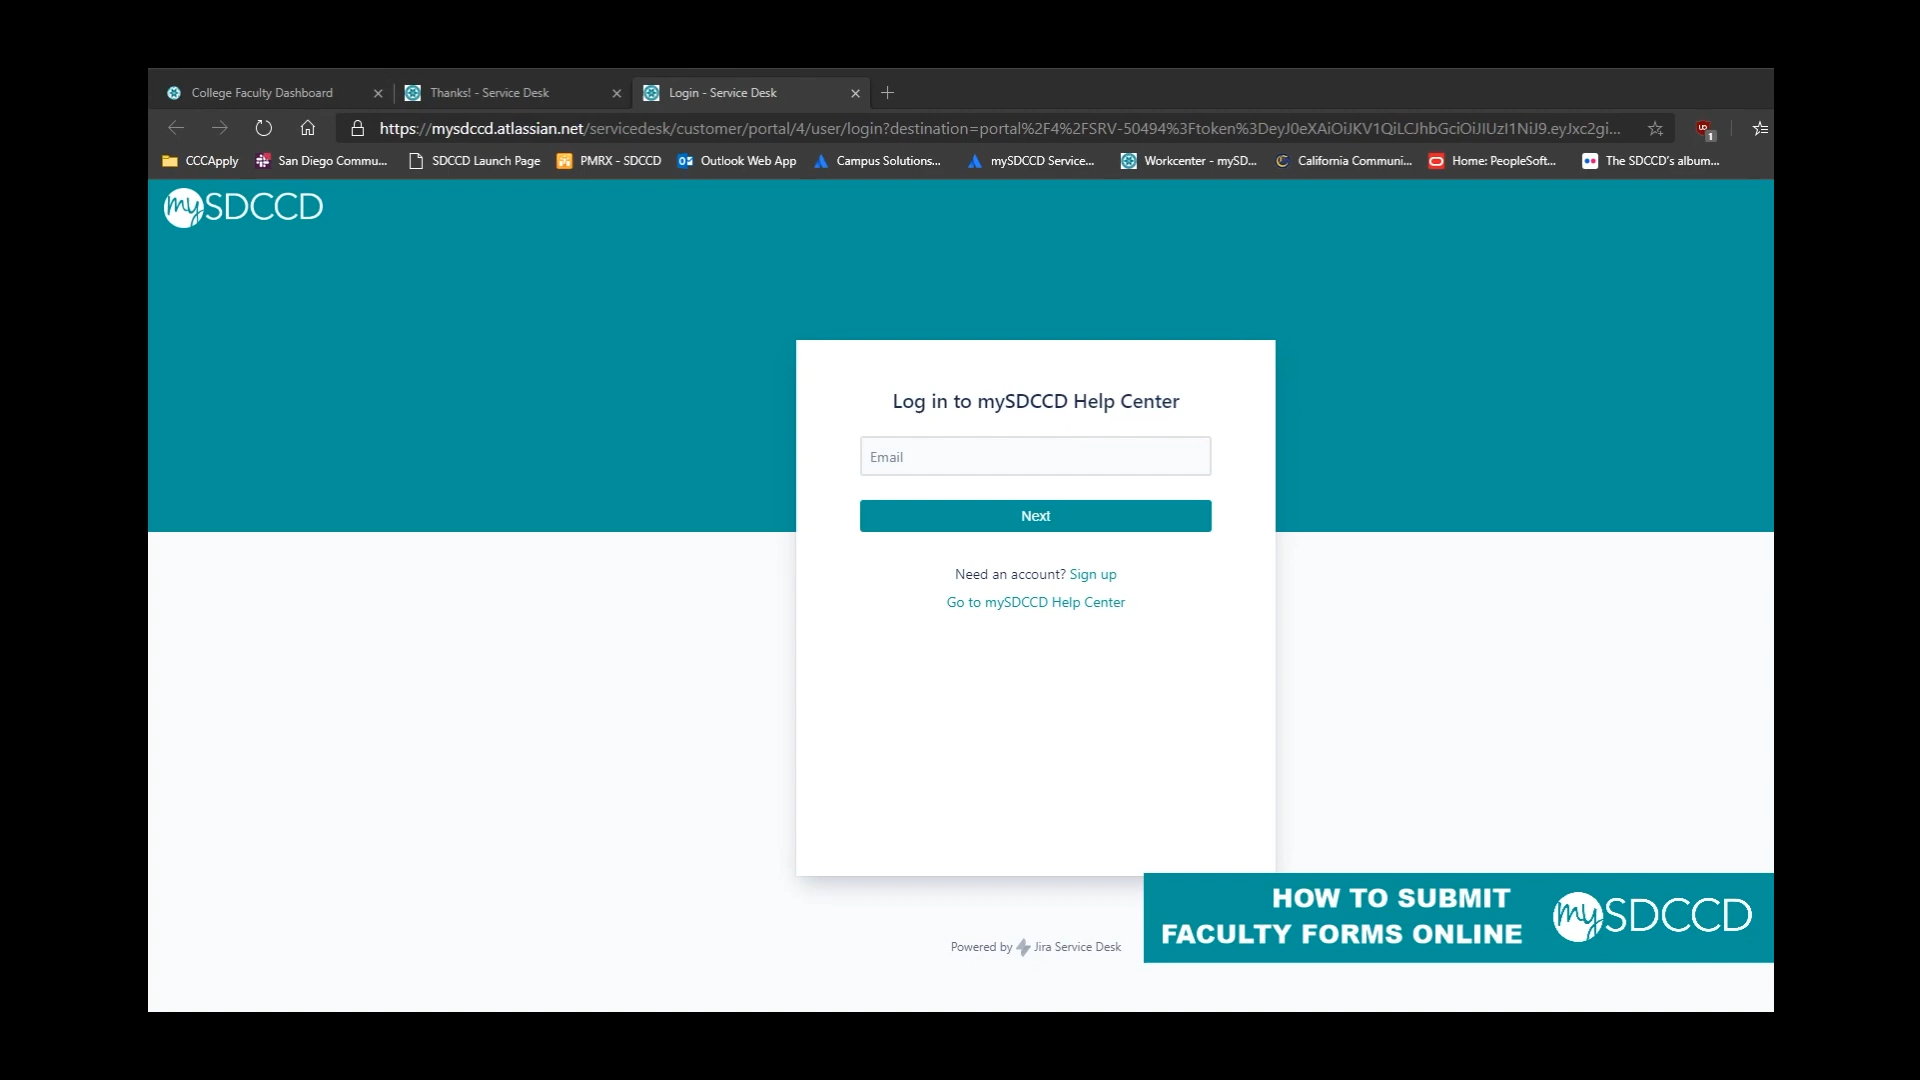 College Faculty Dashboard
Thanks! - Service Desk
Login - Service Desk
https://mysdccd.atlassian.net/servicedesk/customer/portal/4/user/login?destination=portal%2F4%2FSRV-50494%3Ftoken%3DeyJ0eXAiOiJKV1QiLCJhbGciOiJIUzI1NiJ9.eyJxc2gi...
1
CCCApply
San Diego Commu...
SDCCD Launch Page
PMRX - SDCCD
Outlook Web App
Campus Solutions...
mySDCCD Service...
Workcenter - mySD...
California Communi...
Home: PeopleSoft...
The SDCCD's album...
mySDCCD
Log in to mySDCCD Help Center
Email
Next
Need an account? Sign up
Go to mySDCCD Help Center
Powered by Jira Service Desk
HOW TO SUBMIT
FACULTY FORMS ONLINE
mySDCCD